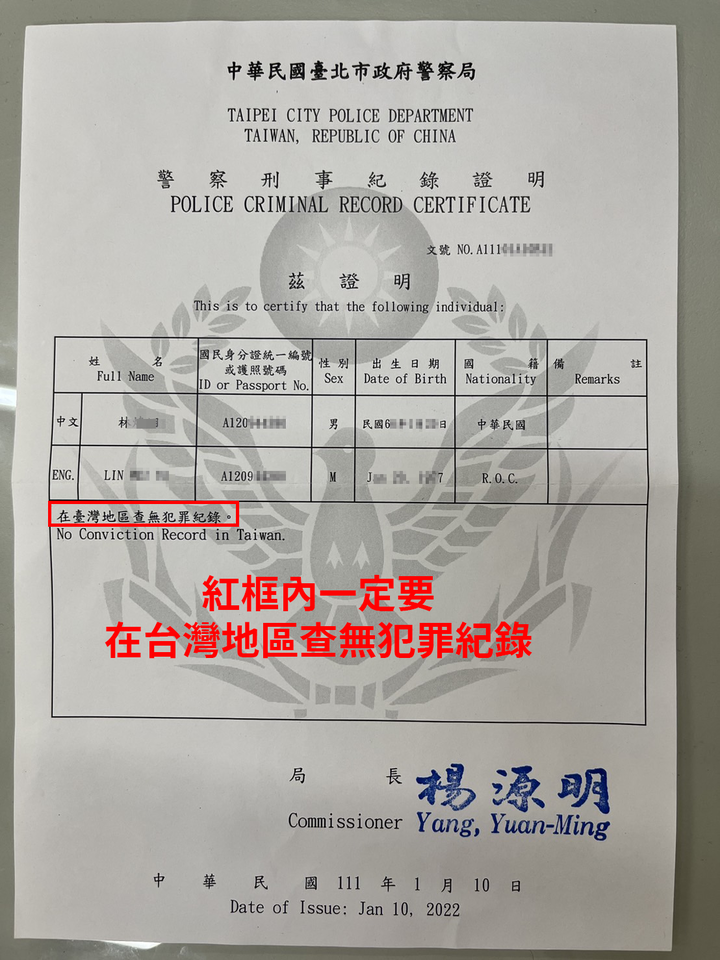 中華民國臺北市政府警察局
TAIPEI CITY POLICE DEPARTMENT
TAIWAN, REPUBLIC OF CHINA
警察刑事紀錄證明
POLICE CRIMINAL RECORD CERTIFICATE
文號 NO.A111
茲證明
This is to certify that the following individual:
姓名
Full Name
國民身分證統一編號
或護照號碼
ID or Passport No.
性別
Sex
出生日期
Date of Birth
國籍
Nationality
備註
Remarks
中文 林 A120 男 民國6 日 中華民國
ENG. LIN A1209 M J 7 R.O.C.
在臺灣地區查無犯罪紀錄。
No Conviction Record in Taiwan.
紅框內一定要
在台灣地區查無犯罪紀錄
局長 楊源明
Commissioner Yang, Yuan-Ming
中華民國 111 年 1 月 10 日
Date of Issue: Jan 10, 2022